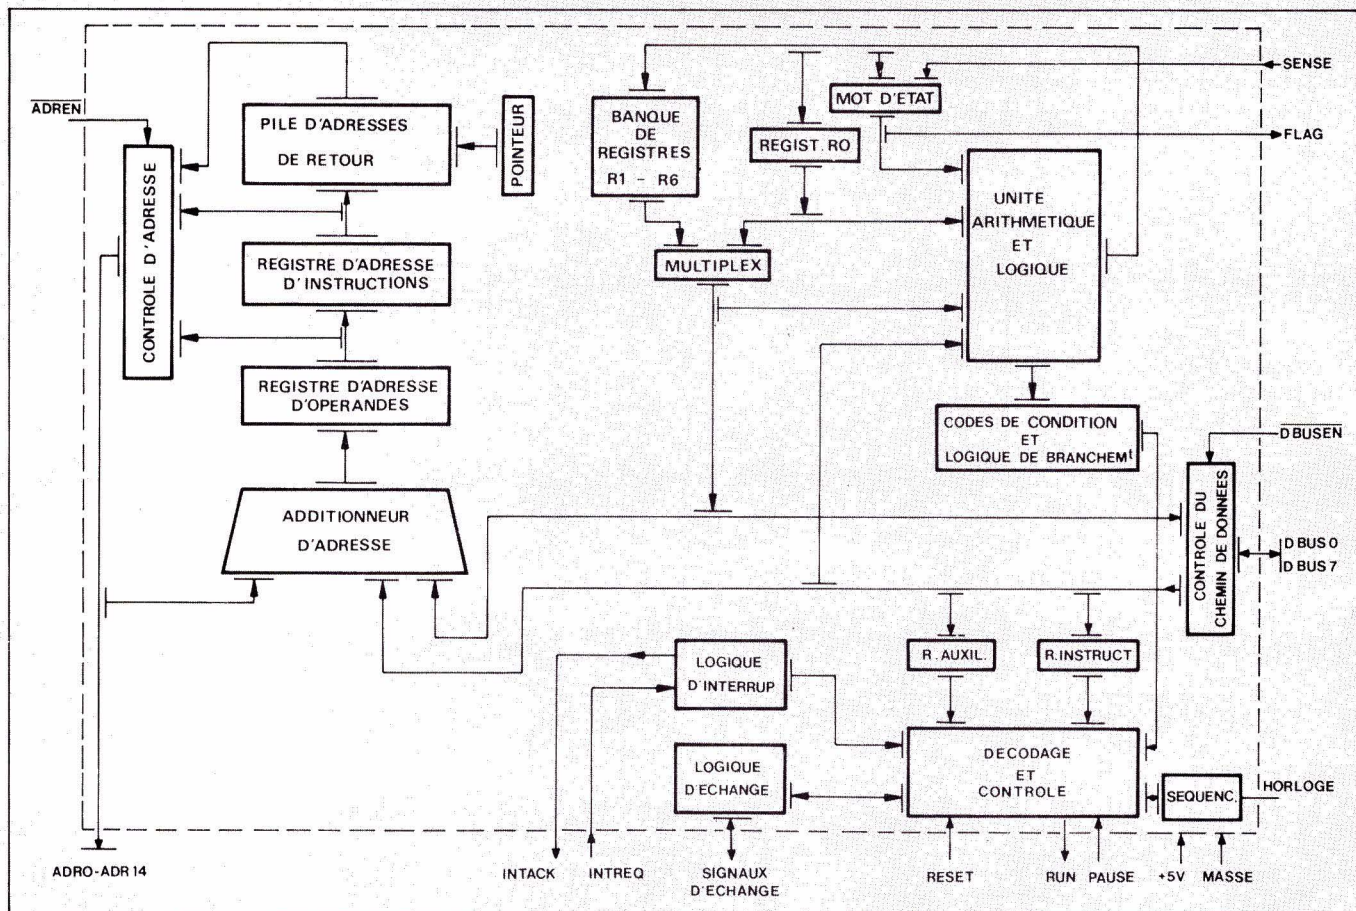 SENSE
ADREN
MOT D'ETAT
PILE D'ADRESSES
DE RETOUR
POINTEUR
BANQUE
DE
REGISTRES
R1 - R6
REGIST. RO
FLAG
CONTROLE D'ADRESSE
UNITE
ARITHMETIQUE
ET
LOGIQUE
REGISTRE D'ADRESSE
D'INSTRUCTIONS
MULTIPLEX
REGISTRE D'ADRESSE
D'OPERANDES
CODES DE CONDITION
ET
LOGIQUE DE BRANCHEMt
DBUSEN
ADDITIONNEUR
D'ADRESSE
CONTROLE DU
CHEMIN DE DONNEES
D BUS 0
D BUS 7
LOGIQUE
D'INTERRUP
R. AUXIL.
R.INSTRUCT
LOGIQUE
D'ECHANGE
DECODAGE
ET
CONTROLE
SEQUENC.
HORLOGE
ADRO-ADR 14
INTACK
INTREQ
SIGNAUX
D'ECHANGE
RESET
RUN
PAUSE
+5V
MASSE